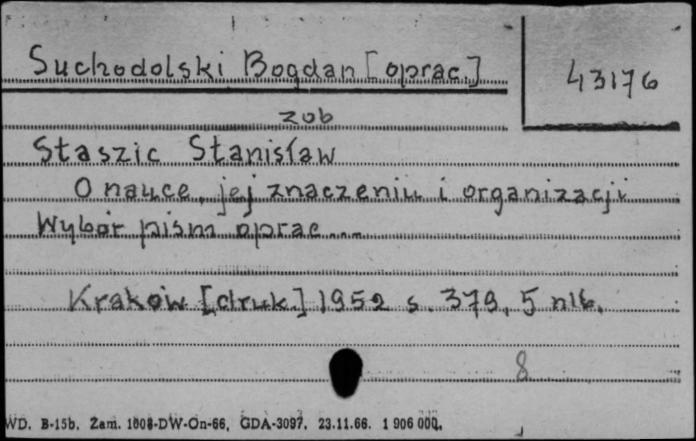 Suchodolski Bogdan [oprac.]
43176
zob
Staszic Stanisław
O nauce, jej znaczeniu i organizacji
Wybór pism oprac...
Kraków [druk.] 1952 s. 379, 5 nlb.
8
WD. B-15b. Zam. 1008-DW-On-66. GDA-3097. 23.11.66. 1 906 000.